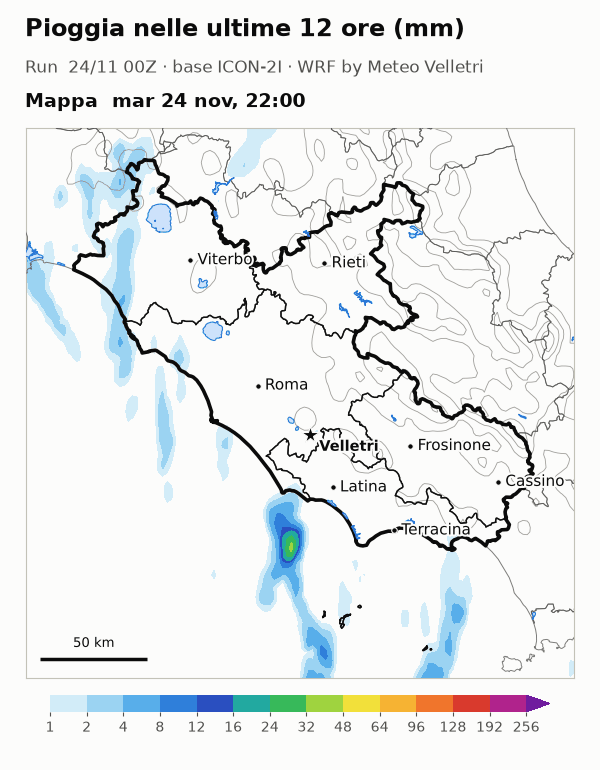 Pioggia nelle ultime 12 ore (mm)
Run 24/11 00Z · base ICON-2I · WRF by Meteo Velletri
Mappa mar 24 nov, 22:00
Viterbo
Rieti
Roma
Velletri
Frosinone
Latina
Cassino
Terracina
50 km
1 2 4 8 12 16 24 32 48 64 96 128 192 256